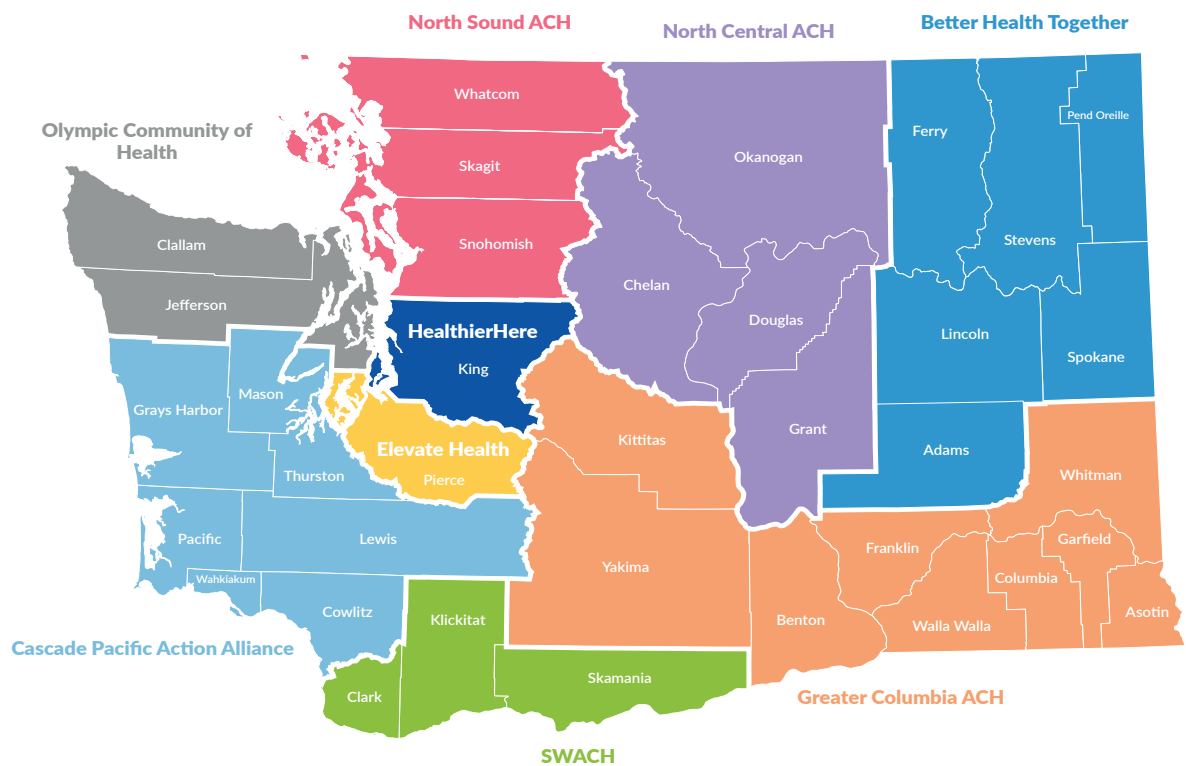 North Sound ACH
North Central ACH
Better Health Together
Whatcom
Pend Oreille
Olympic Community of
Health
Ferry
Okanogan
Skagit
Clallam
Snohomish
Stevens
Chelan
Jefferson
Douglas
HealthierHere
King
Lincoln
Spokane
Mason
Grays Harbor
Grant
Kittitas
Elevate Health
Pierce
Adams
Thurston
Whitman
Pacific
Lewis
Franklin
Garfield
Yakima
Wahkiakum
Columbia
Cowlitz
Klickitat
Benton
Walla Walla
Asotin
Cascade Pacific Action Alliance
Skamania
Clark
Greater Columbia ACH
SWACH